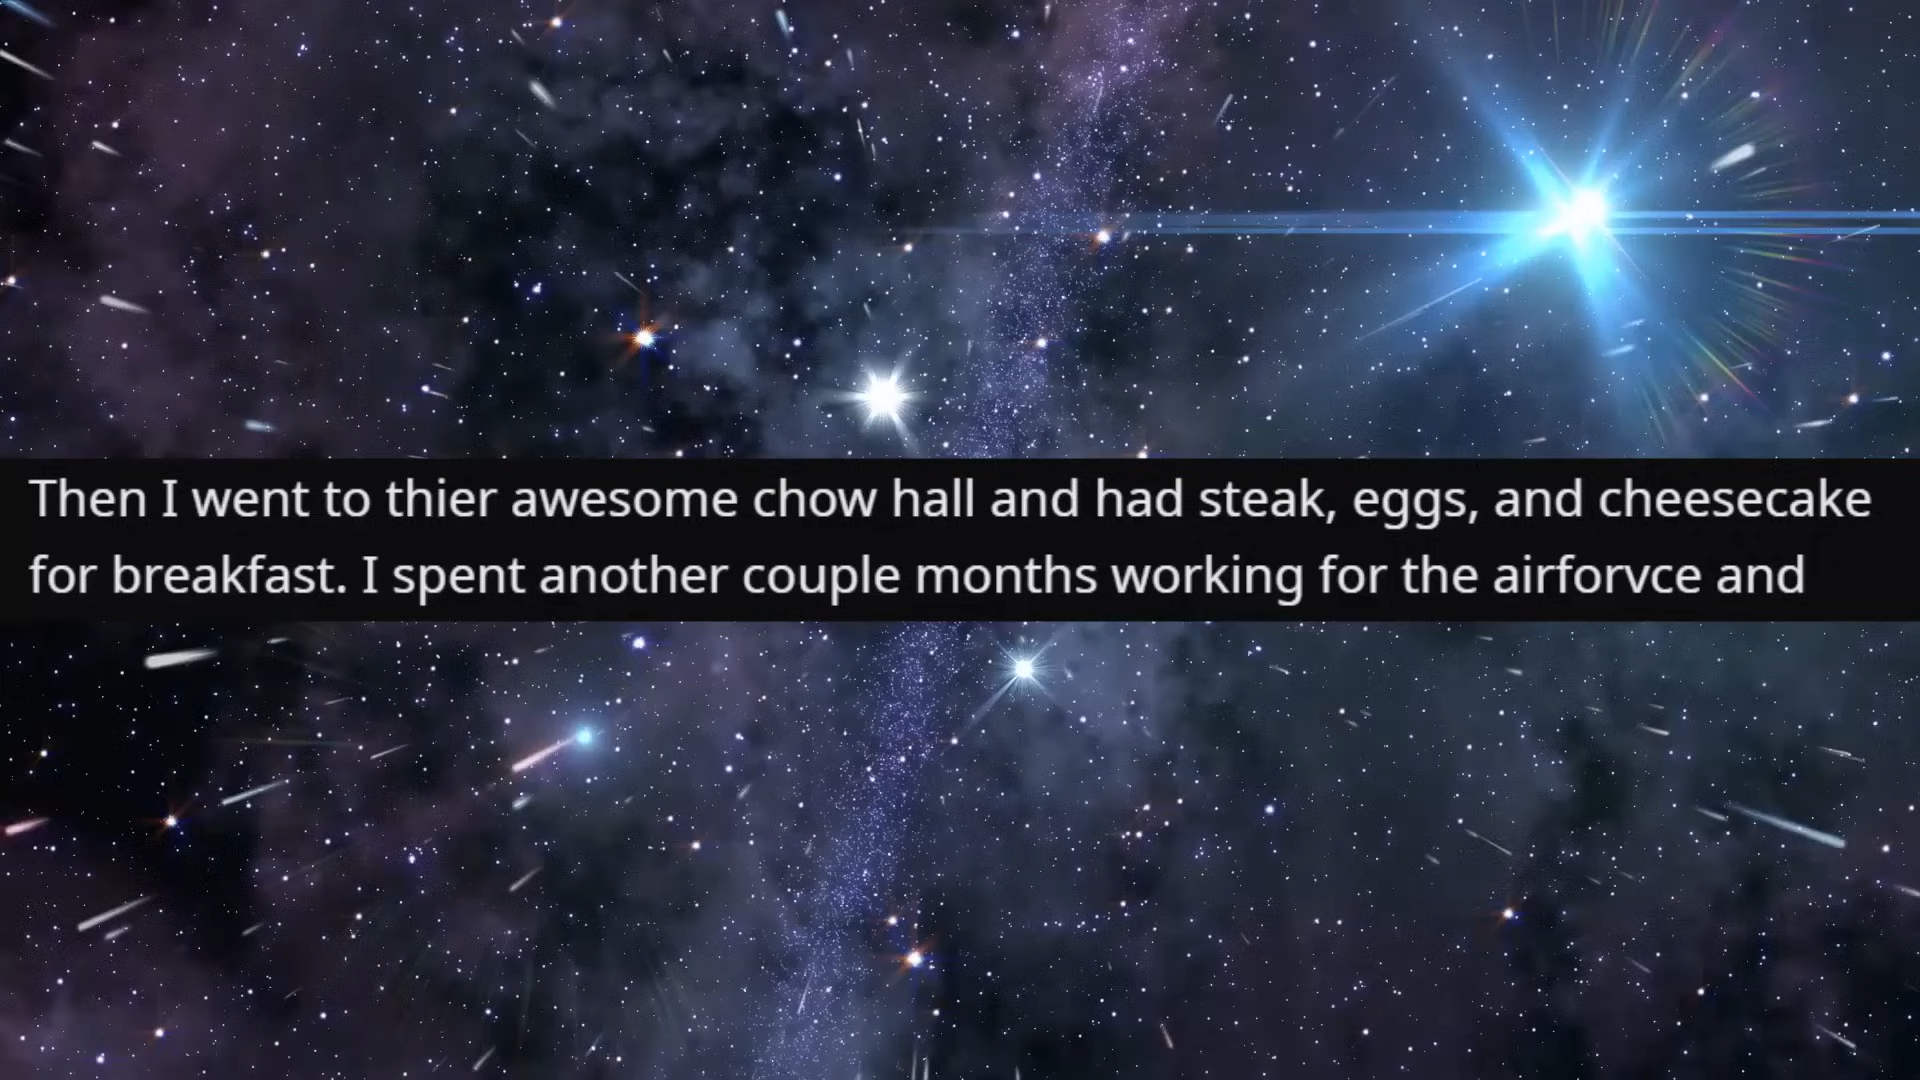 Then I went to thier awesome chow hall and had steak, eggs, and cheesecake
for breakfast. I spent another couple months working for the airforvce and